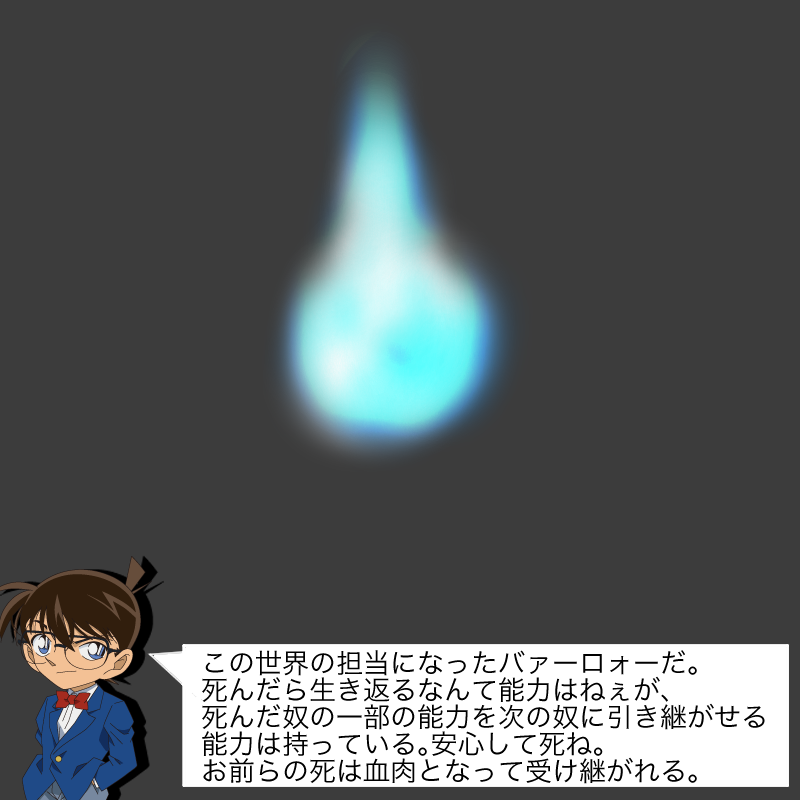 この世界の担当になったバァーロォーだ。
死んだら生き返るなんて能力はねぇが、
死んだ奴の一部の能力を次の奴に引き継がせる
能力は持っている｡安心して死ね。
お前らの死は血肉となって受け継がれる。